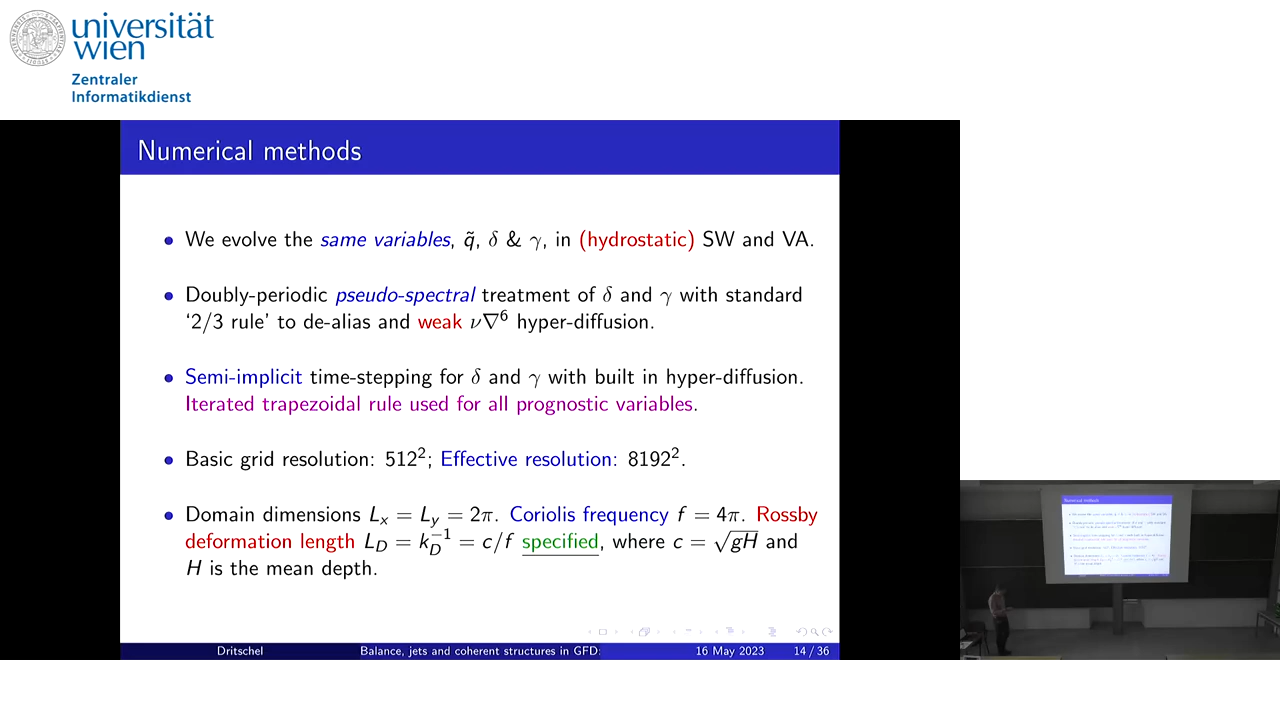 universität
wien
Zentraler
Informatikdienst
Numerical methods
• We evolve the same variables, q̃, δ & γ, in (hydrostatic) SW and VA.
• Doubly-periodic pseudo-spectral treatment of δ and γ with standard
‘2/3 rule’ to de-alias and weak ν∇⁶ hyper-diffusion.
• Semi-implicit time-stepping for δ and γ with built in hyper-diffusion.
Iterated trapezoidal rule used for all prognostic variables.
• Basic grid resolution: 512²; Effective resolution: 8192².
• Domain dimensions Lₓ = L_y = 2π. Coriolis frequency f = 4π. Rossby
deformation length L_D = k_D⁻¹ = c/f specified, where c = √gH and
H is the mean depth.
Dritschel
Balance, jets and coherent structures in GFD:
16 May 2023
14 / 36
Numerical methods